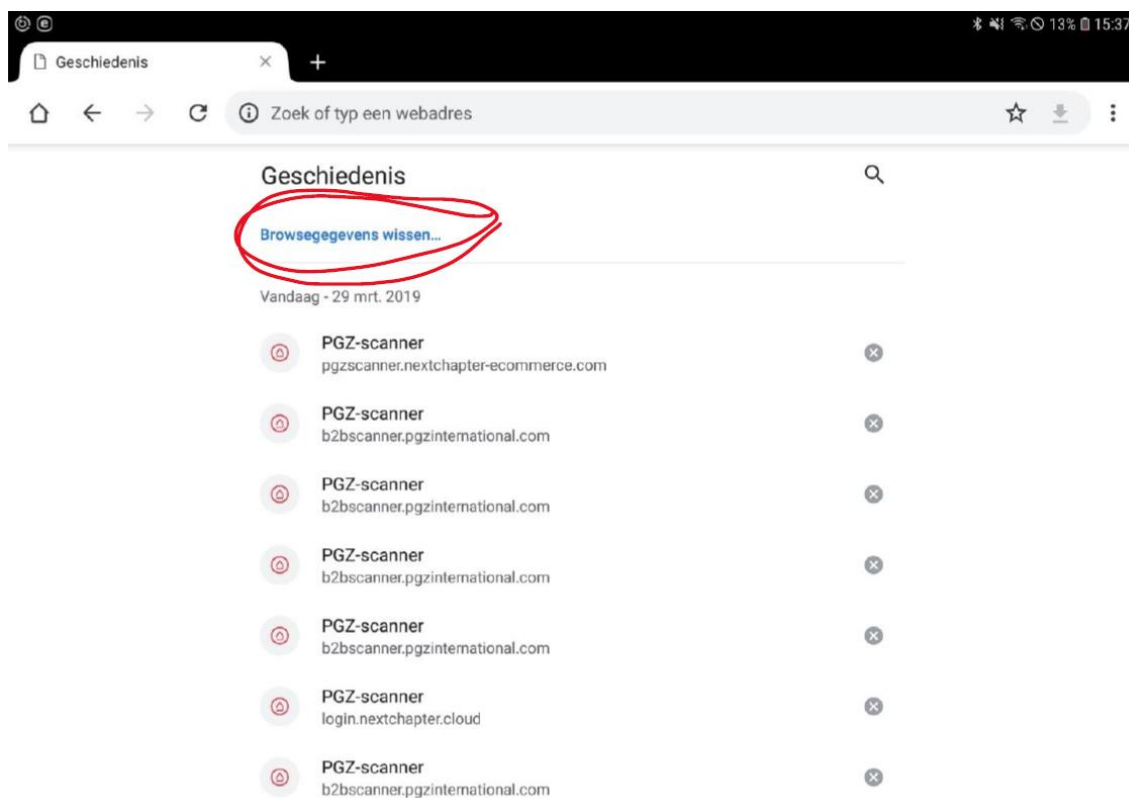 13% 15:37
Geschiedenis
Zoek of typ een webadres
Geschiedenis
Browsegegevens wissen...
Vandaag - 29 mrt. 2019
PGZ-scanner
pgzscanner.nextchapter-ecommerce.com
PGZ-scanner
b2bscanner.pgzinternational.com
PGZ-scanner
b2bscanner.pgzinternational.com
PGZ-scanner
b2bscanner.pgzinternational.com
PGZ-scanner
b2bscanner.pgzinternational.com
PGZ-scanner
login.nextchapter.cloud
PGZ-scanner
b2bscanner.pgzinternational.com